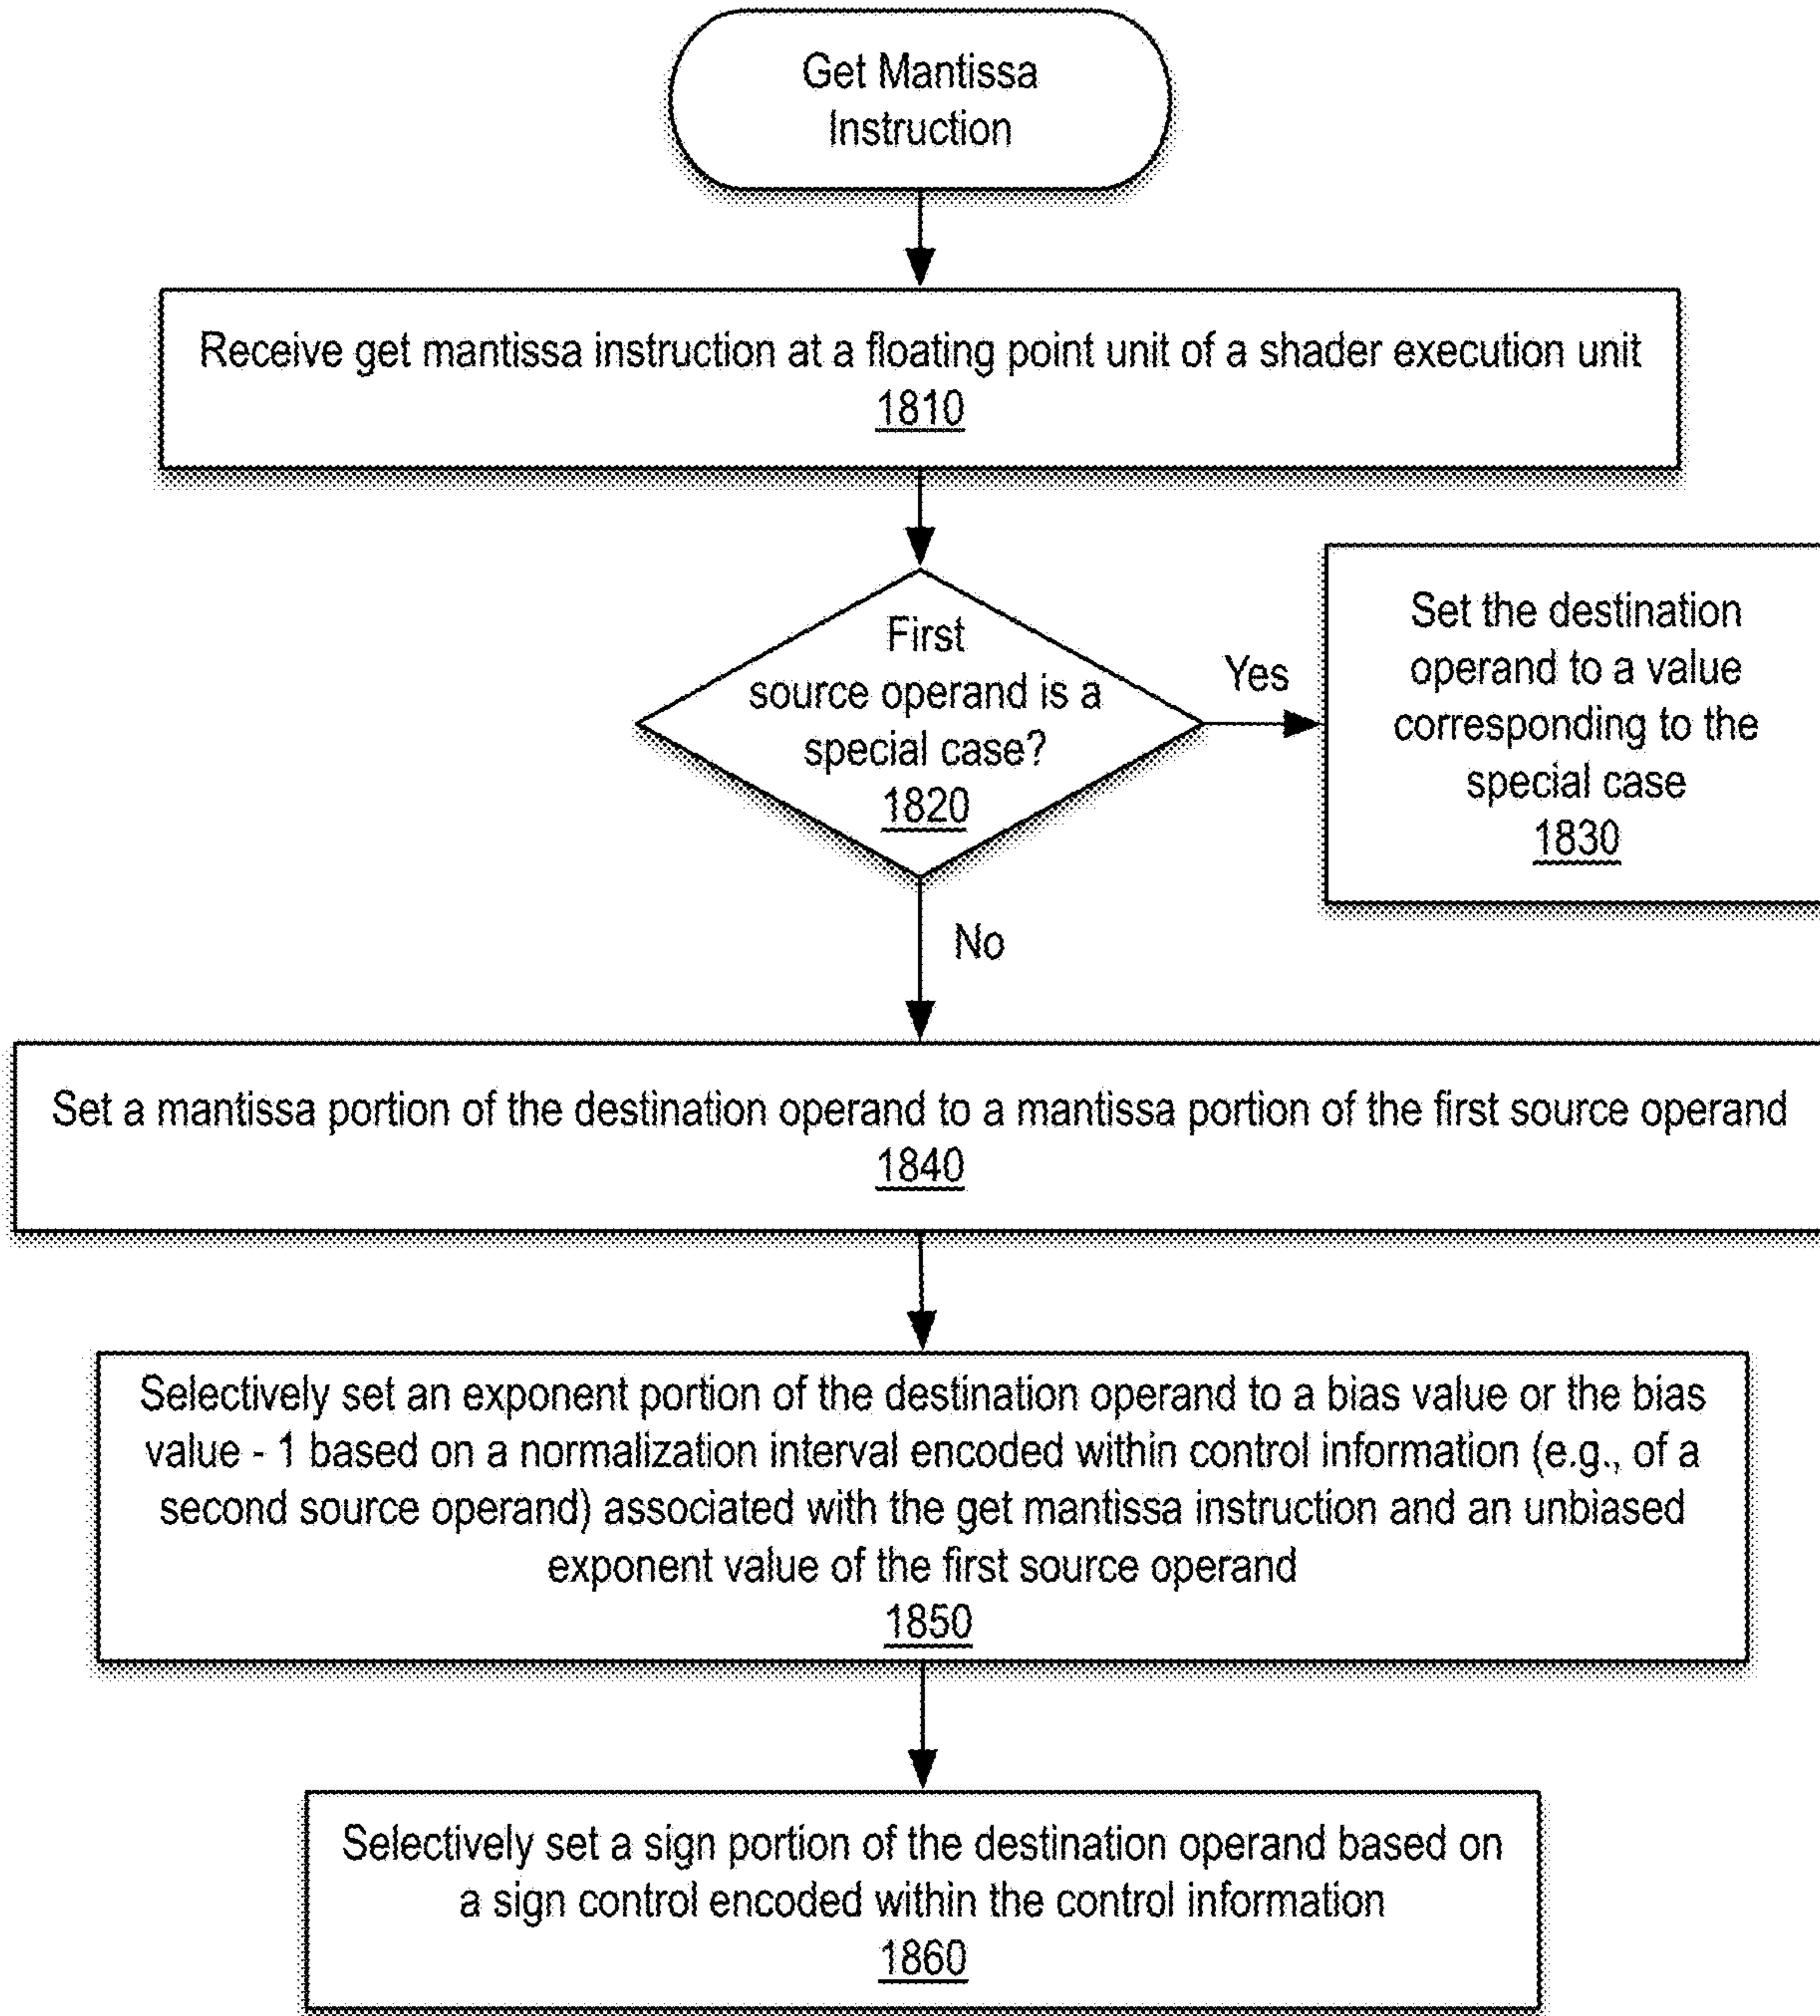 Get Mantissa
Instruction
Receive get mantissa instruction at a floating point unit of a shader execution unit
1810
First
source operand is a
special case?
1820
Yes
Set the destination
operand to a value
corresponding to the
special case
1830
No
Set a mantissa portion of the destination operand to a mantissa portion of the first source operand
1840
Selectively set an exponent portion of the destination operand to a bias value or the bias
value - 1 based on a normalization interval encoded within control information (e.g., of a
second source operand) associated with the get mantissa instruction and an unbiased
exponent value of the first source operand
1850
Selectively set a sign portion of the destination operand based on
a sign control encoded within the control information
1860